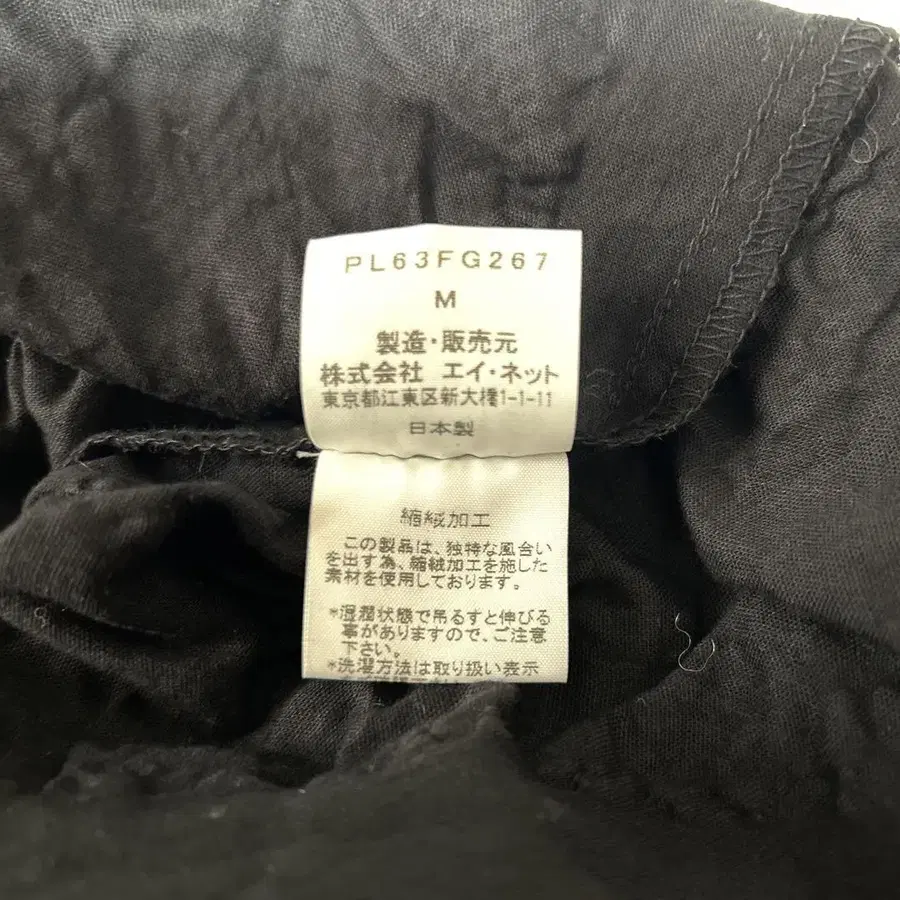 PL63FG267
M
製造・販売元
株式会社 エイ・ネット
東京都江東区新大橋1-1-11
日本製
縮絨加工
この製品は、独特な風合い
を出す為、縮絨加工を施した
素材を使用しております。
*湿潤状態で吊るすと伸びる
事がありますので、ご注意
下さい。
*洗濯方法は取り扱い表示